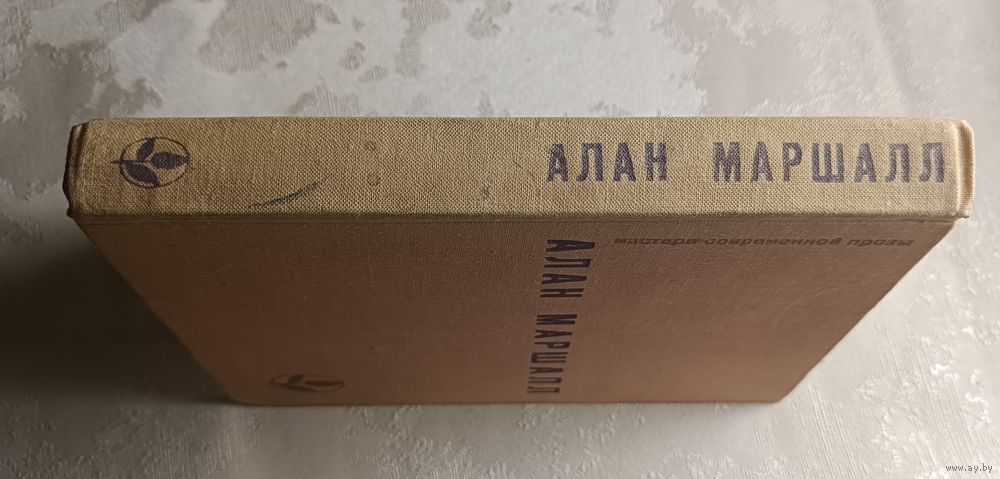 АЛАН МАРШАЛЛ
мастера современной прозы
АЛАН МАРШАЛЛ
www.ay.by